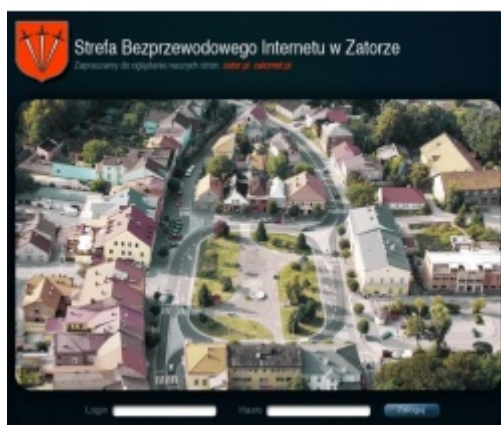 Strefa Bezprzewodowego Internetu w Zatorze
Zapraszamy do oglądania naszych stron: zator.pl, zatornet.pl
Login
Hasło
Zaloguj